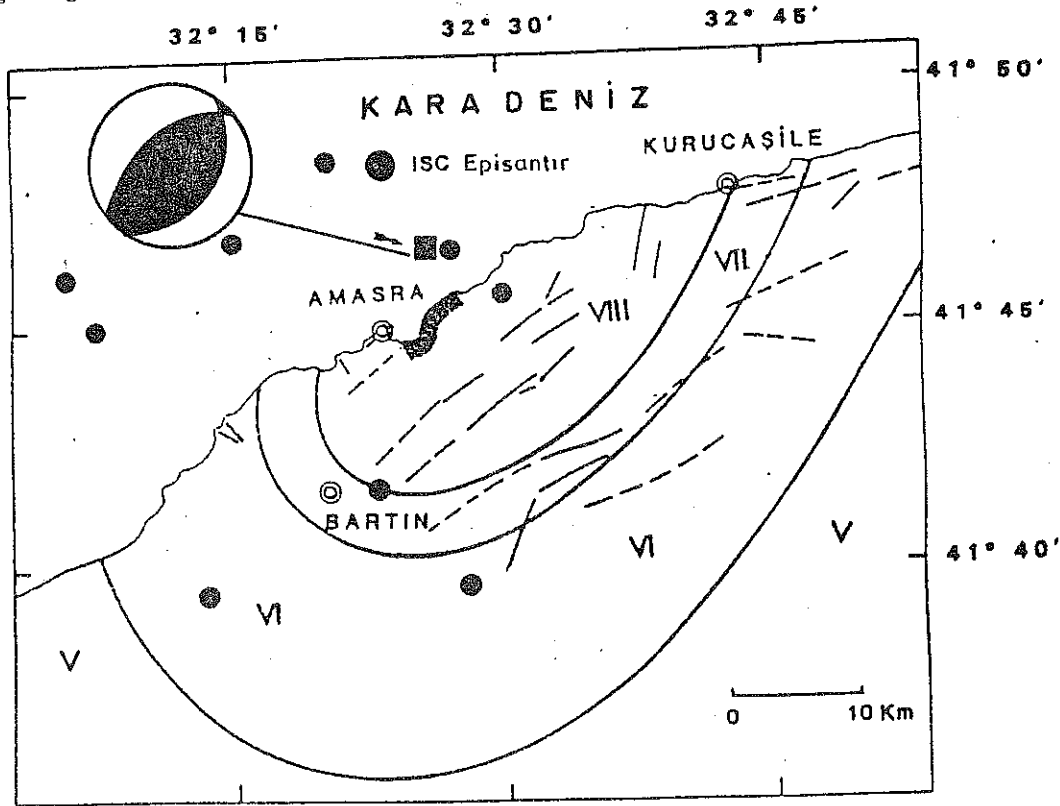 32° 15′ 32° 30′ 32° 45′
41° 50′
KARA DENİZ
KURUCAŞİLE
ISC Episantır
VII
AMASRA
VIII
41° 45′
BARTIN
VI
V
41° 40′
VI
V
0 10 Km